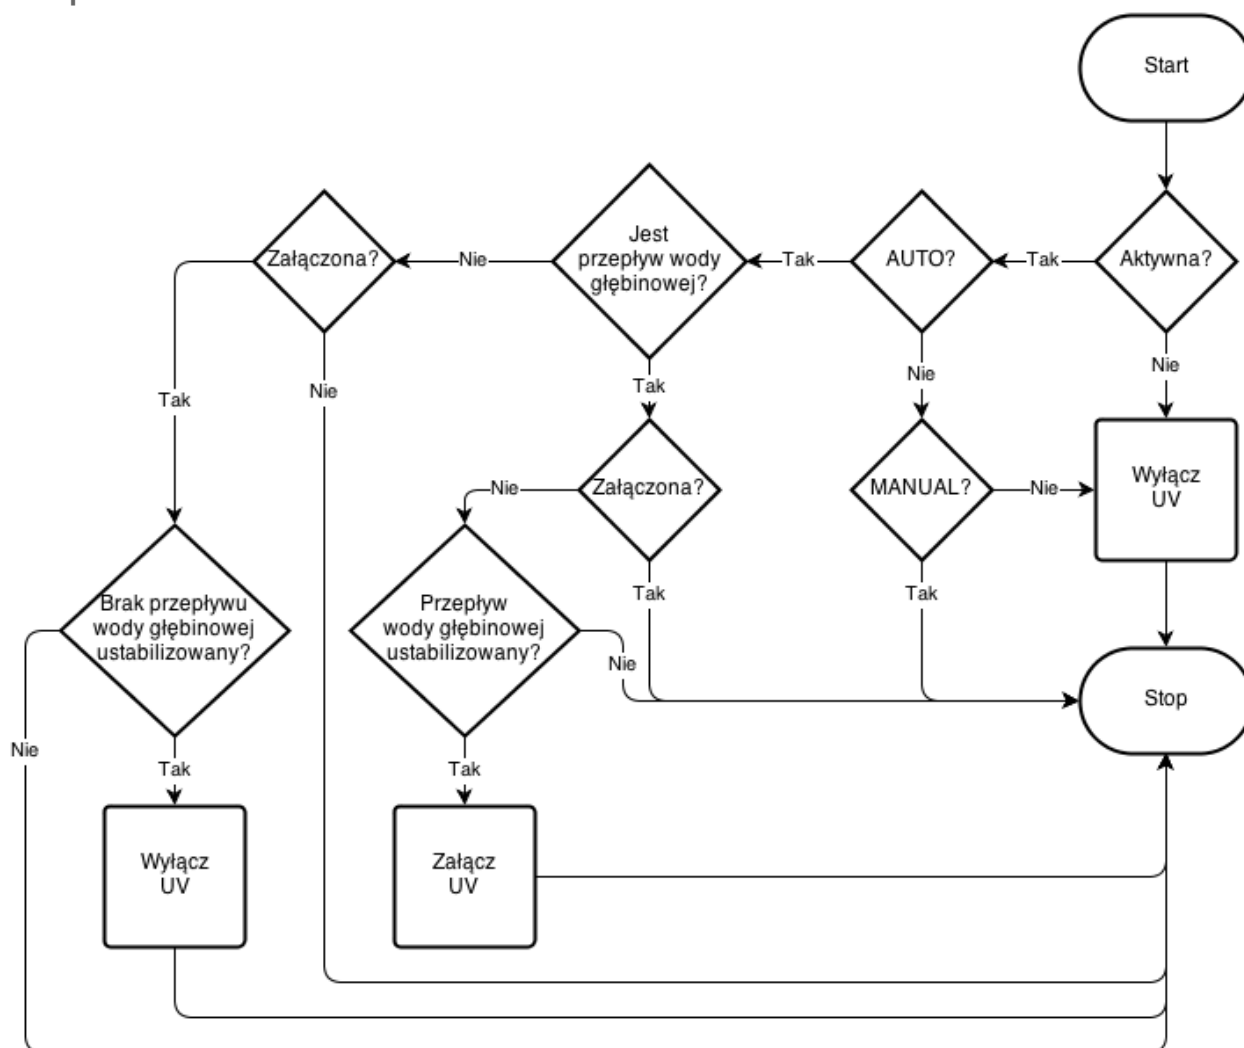 Start
Jest
przepływ wody
głębinowej?
Załączona?
Nie
Tak
AUTO?
Tak
Aktywna?
Nie
Nie
Tak
Nie
Tak
Załączona?
Nie
MANUAL?
Nie
Wyłącz
UV
Tak
Tak
Brak przepływu
wody głębinowej
ustabilizowany?
Przepływ
wody głębinowej
ustabilizowany?
Nie
Stop
Nie
Tak
Tak
Wyłącz
UV
Załącz
UV